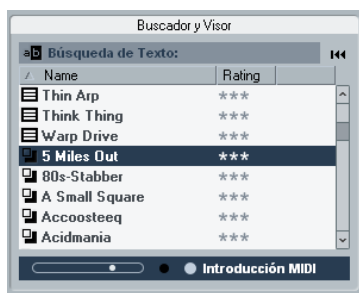 Buscador y Visor
ab Búsqueda de Texto:
Name Rating
Thin Arp ***
Think Thing ***
Warp Drive ***
5 Miles Out ***
80s-Stabber ***
A Small Square ***
Accoosteeq ***
Acidmania ***
Introducción MIDI